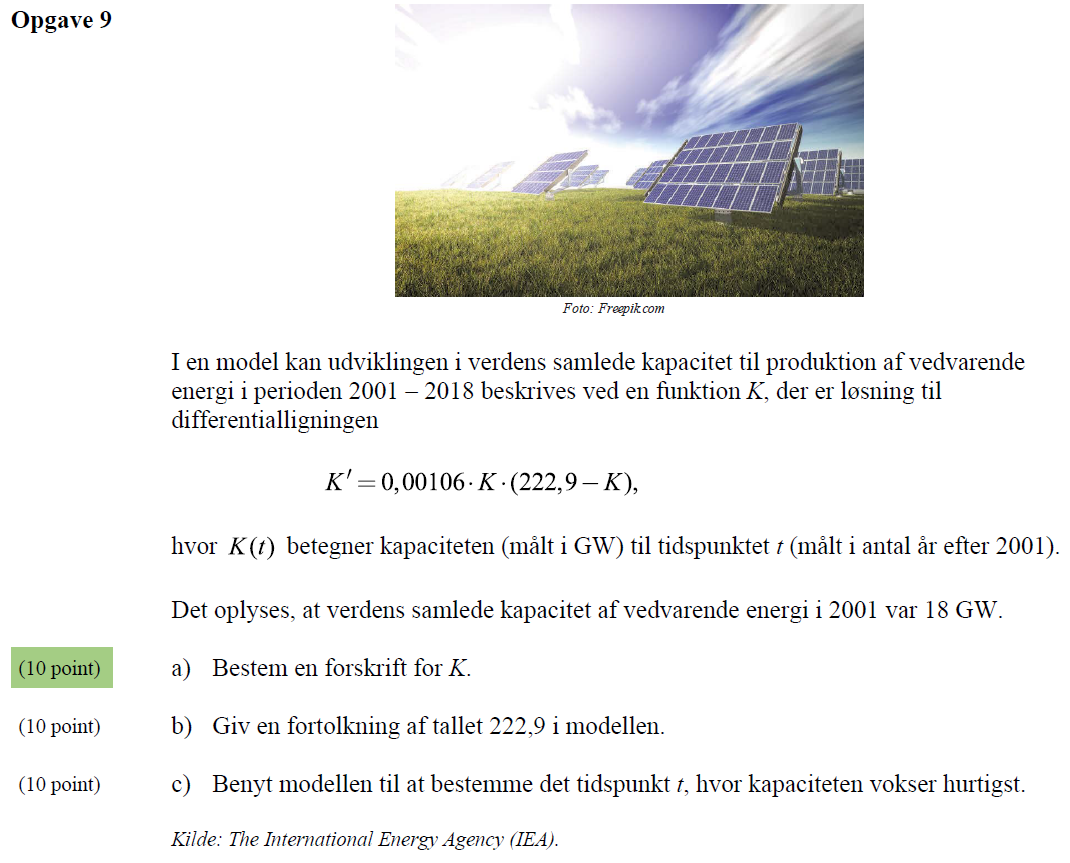 Opgave 9
Foto: Freepik.com
I en model kan udviklingen i verdens samlede kapacitet til produktion af vedvarende
energi i perioden 2001 – 2018 beskrives ved en funktion K, der er løsning til
differentialligningen
K′ = 0,00106 · K · (222,9 − K),
hvor K(t) betegner kapaciteten (målt i GW) til tidspunktet t (målt i antal år efter 2001).
Det oplyses, at verdens samlede kapacitet af vedvarende energi i 2001 var 18 GW.
(10 point) a) Bestem en forskrift for K.
(10 point) b) Giv en fortolkning af tallet 222,9 i modellen.
(10 point) c) Benyt modellen til at bestemme det tidspunkt t, hvor kapaciteten vokser hurtigst.
Kilde: The International Energy Agency (IEA).